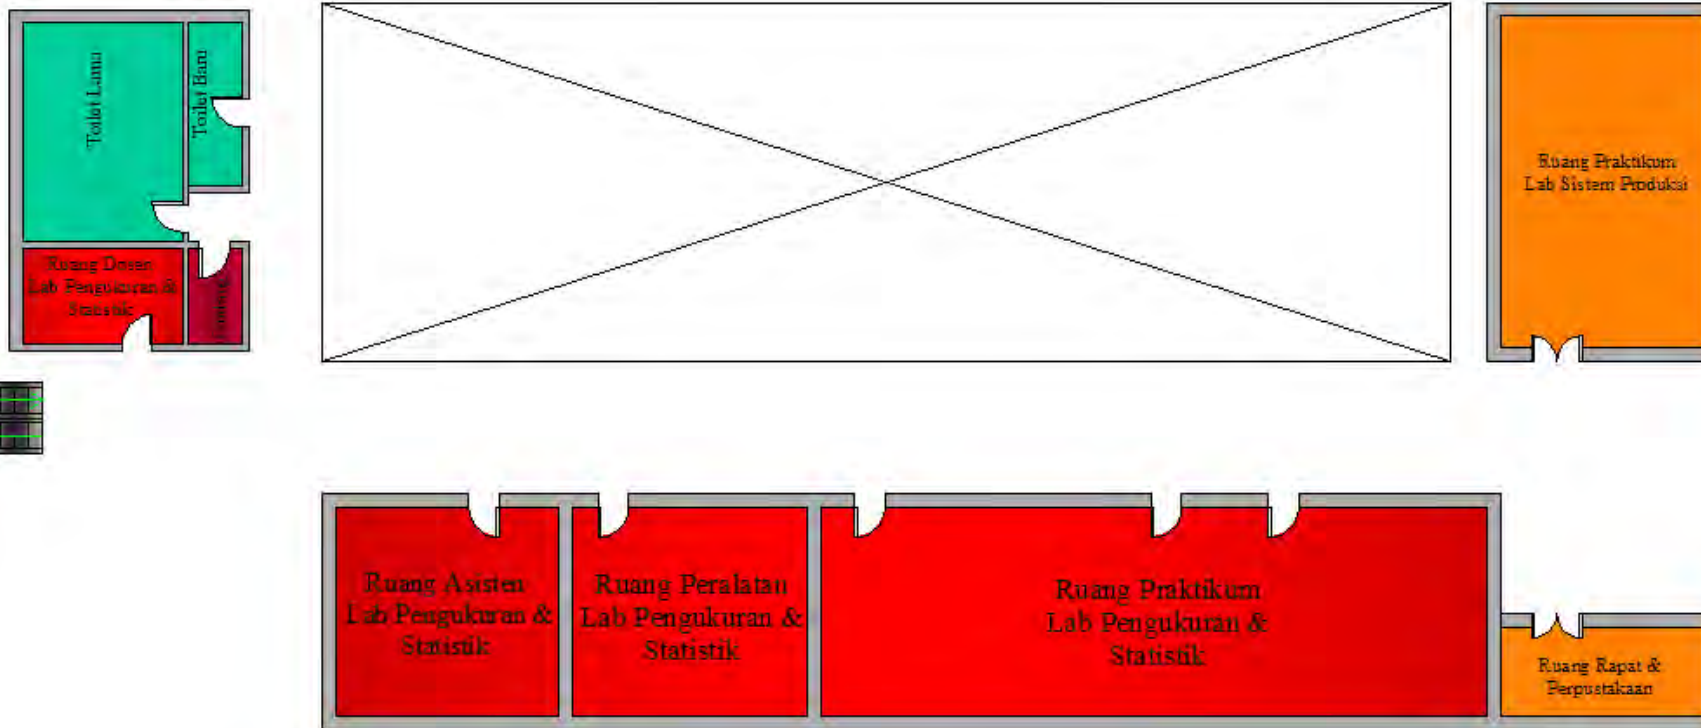 Toilet Lama
Toilet Baru
Ruang Dosen
Lab Pengukuran &
Statistik
Ruang Praktikum
Lab Sistem Produksi
Ruang Asisten
Lab Pengukuran &
Statistik
Ruang Peralatan
Lab Pengukuran &
Statistik
Ruang Praktikum
Lab Pengukuran &
Statistik
Ruang Rapat &
Perpustakaan